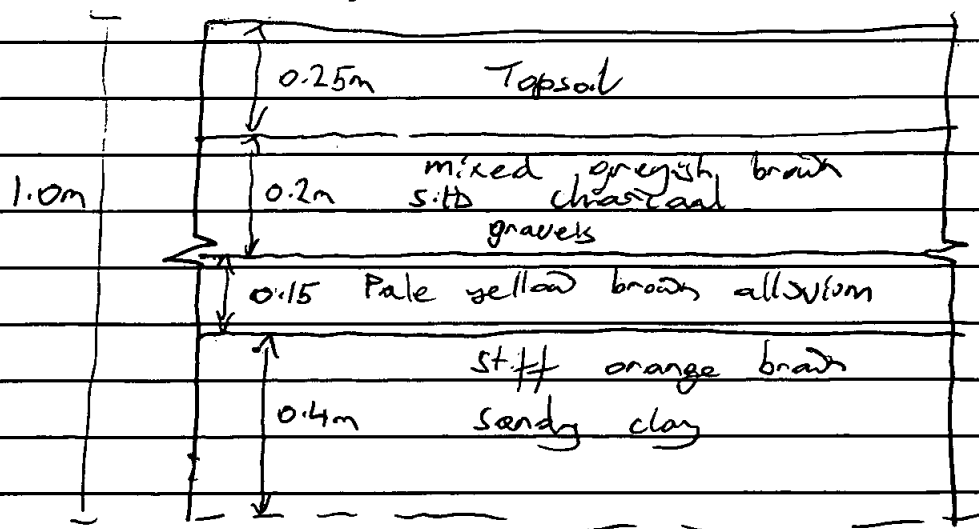 0.25m Topsoil
mixed greyish brown
1.0m 0.2m silts charcoal
gravels
0.15 Pale yellow brown alluvium
stiff orange brown
0.4m sandy clay